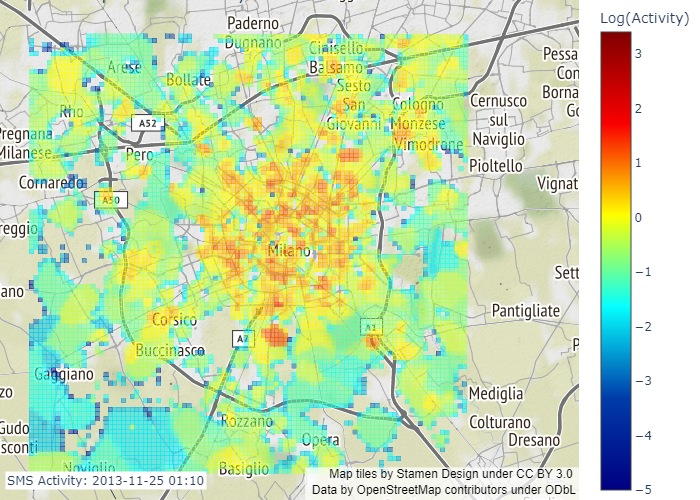 Log(Activity)
3
2
1
0
−1
−2
−3
−4
−5
Paderno
Dugnano
Cinisello
Balsamo
Pessa
Con
Borna
Go
Arese
Bollate
Sesto
San
Giovanni
Cologno
Monzese
Vimodrone
Cernusco
sul
Naviglio
Rho
A52
Pregnana
Milanese
Pero
Pioltello
Cornaredo
Vignat
A50
reggio
Milano
Sett
ano
Pantigliate
Corsico
A1
A7
Buccinasco
P
Gaggiano
Mediglia
zo
Rozzano
Colturano
Dresano
Gudo
sconti
Opera
Noviglio
Basiglio
SMS Activity: 2013-11-25 01:10
Map tiles by Stamen Design under CC BY 3.0
Data by OpenStreetMap contributors under ODbL